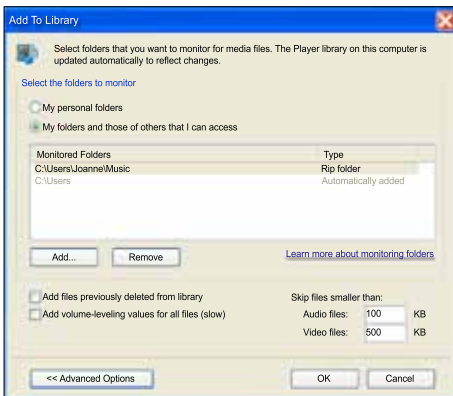 Add To Library
Select folders that you want to monitor for media files. The Player library on this computer is
updated automatically to reflect changes.
Select the folders to monitor
My personal folders
My folders and those of others that I can access
Monitored Folders Type
C:\Users\Joanne\Music Rip folder
C:\Users Automatically added
Add... Remove Learn more about monitoring folders
Add files previously deleted from library Skip files smaller than:
Add volume-leveling values for all files (slow) Audio files: 100 KB
Video files: 500 KB
<< Advanced Options OK Cancel